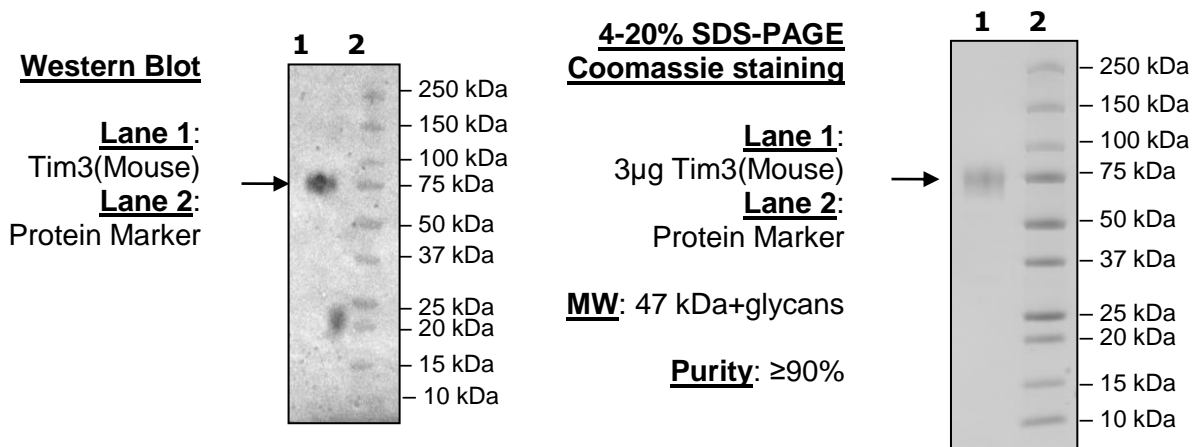 Western Blot
Lane 1:
Tim3(Mouse)
Lane 2:
Protein Marker
1 2
250 kDa
150 kDa
100 kDa
75 kDa
50 kDa
37 kDa
25 kDa
20 kDa
15 kDa
10 kDa
4-20% SDS-PAGE
Coomassie staining
Lane 1:
3µg Tim3(Mouse)
Lane 2:
Protein Marker
MW: 47 kDa+glycans
Purity: ≥90%
1 2
250 kDa
150 kDa
100 kDa
75 kDa
50 kDa
37 kDa
25 kDa
20 kDa
15 kDa
10 kDa